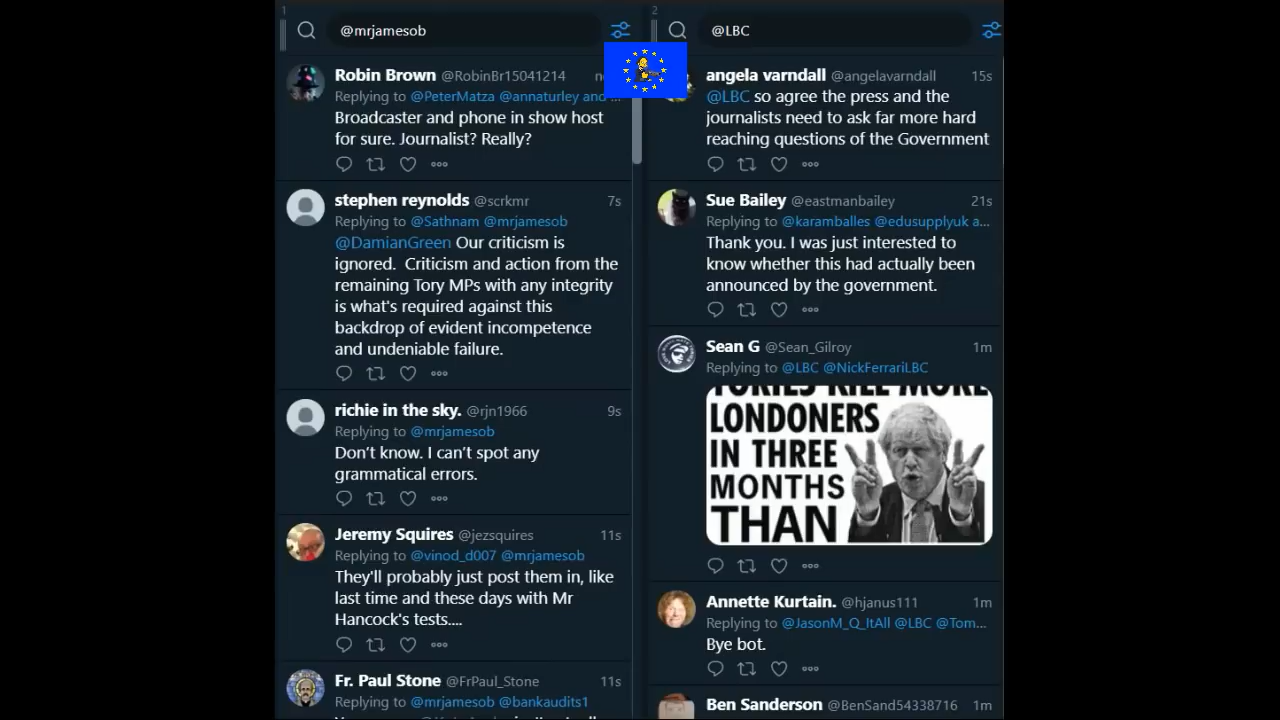 1
@mrjamesob
Robin Brown @RobinBr15041214
Replying to @PeterMatza @annaturley and ...
Broadcaster and phone in show host
for sure. Journalist? Really?
stephen reynolds @scrkmr 7s
Replying to @Sathnam @mrjamesob
@DamianGreen Our criticism is
ignored. Criticism and action from the
remaining Tory MPs with any integrity
is what's required against this
backdrop of evident incompetence
and undeniable failure.
richie in the sky. @rjn1966 9s
Replying to @mrjamesob
Don't know. I can't spot any
grammatical errors.
Jeremy Squires @jezsquires 11s
Replying to @vinod_d007 @mrjamesob
They'll probably just post them in, like
last time and these days with Mr
Hancock's tests....
Fr. Paul Stone @FrPaul_Stone 11s
Replying to @mrjamesob @bankaudits1
2
@LBC
angela varndall @angelavarndall 15s
@LBC so agree the press and the
journalists need to ask far more hard
reaching questions of the Government
Sue Bailey @eastmanbailey 21s
Replying to @karamballes @edusupplyuk a...
Thank you. I was just interested to
know whether this had actually been
announced by the government.
Sean G @Sean_Gilroy 1m
Replying to @LBC @NickFerrariLBC
TORIES KILL MORE
LONDONERS
IN THREE
MONTHS
THAN
Annette Kurtain. @hjanus111 1m
Replying to @JasonM_Q_ItAll @LBC @Tom...
Bye bot.
Ben Sanderson @BenSand54338716 1m